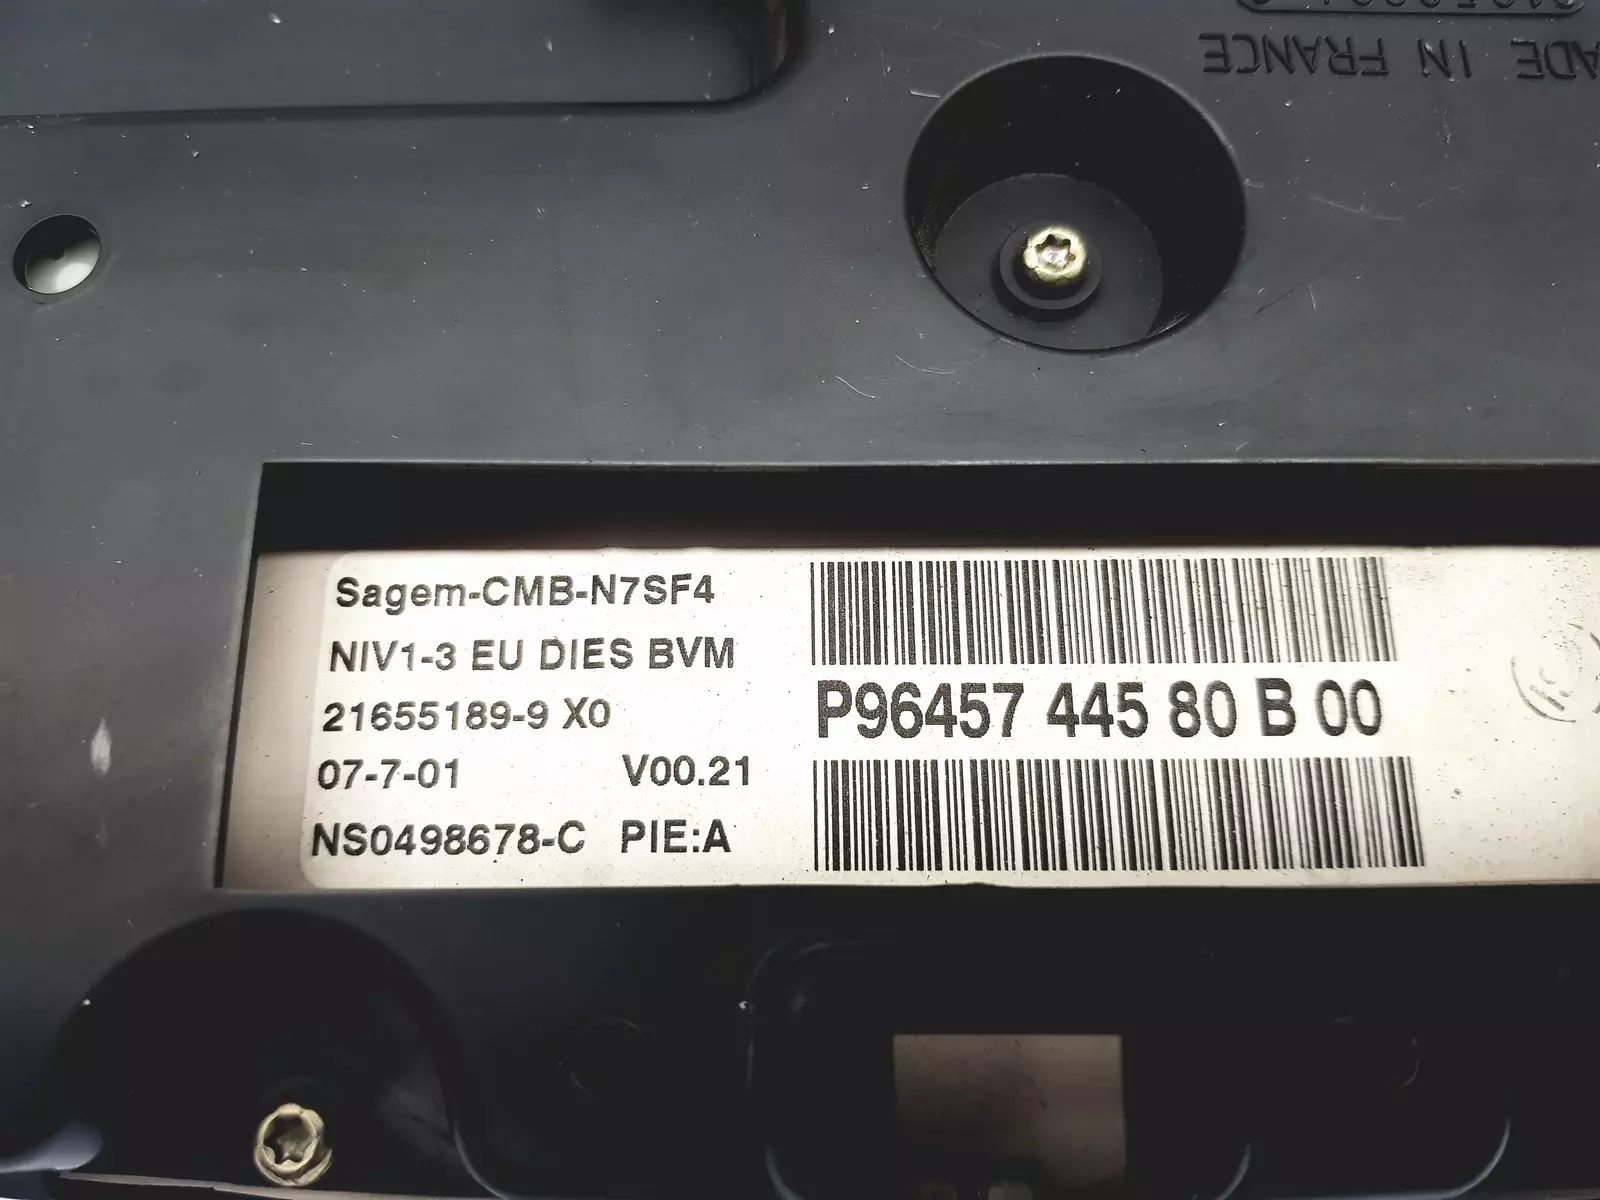 MADE IN FRANCE
Sagem-CMB-N7SF4
NIV1-3 EU DIES BVM
21655189-9 X0
07-7-01 V00.21
NS0498678-C PIE:A
P96457 445 80 B 00